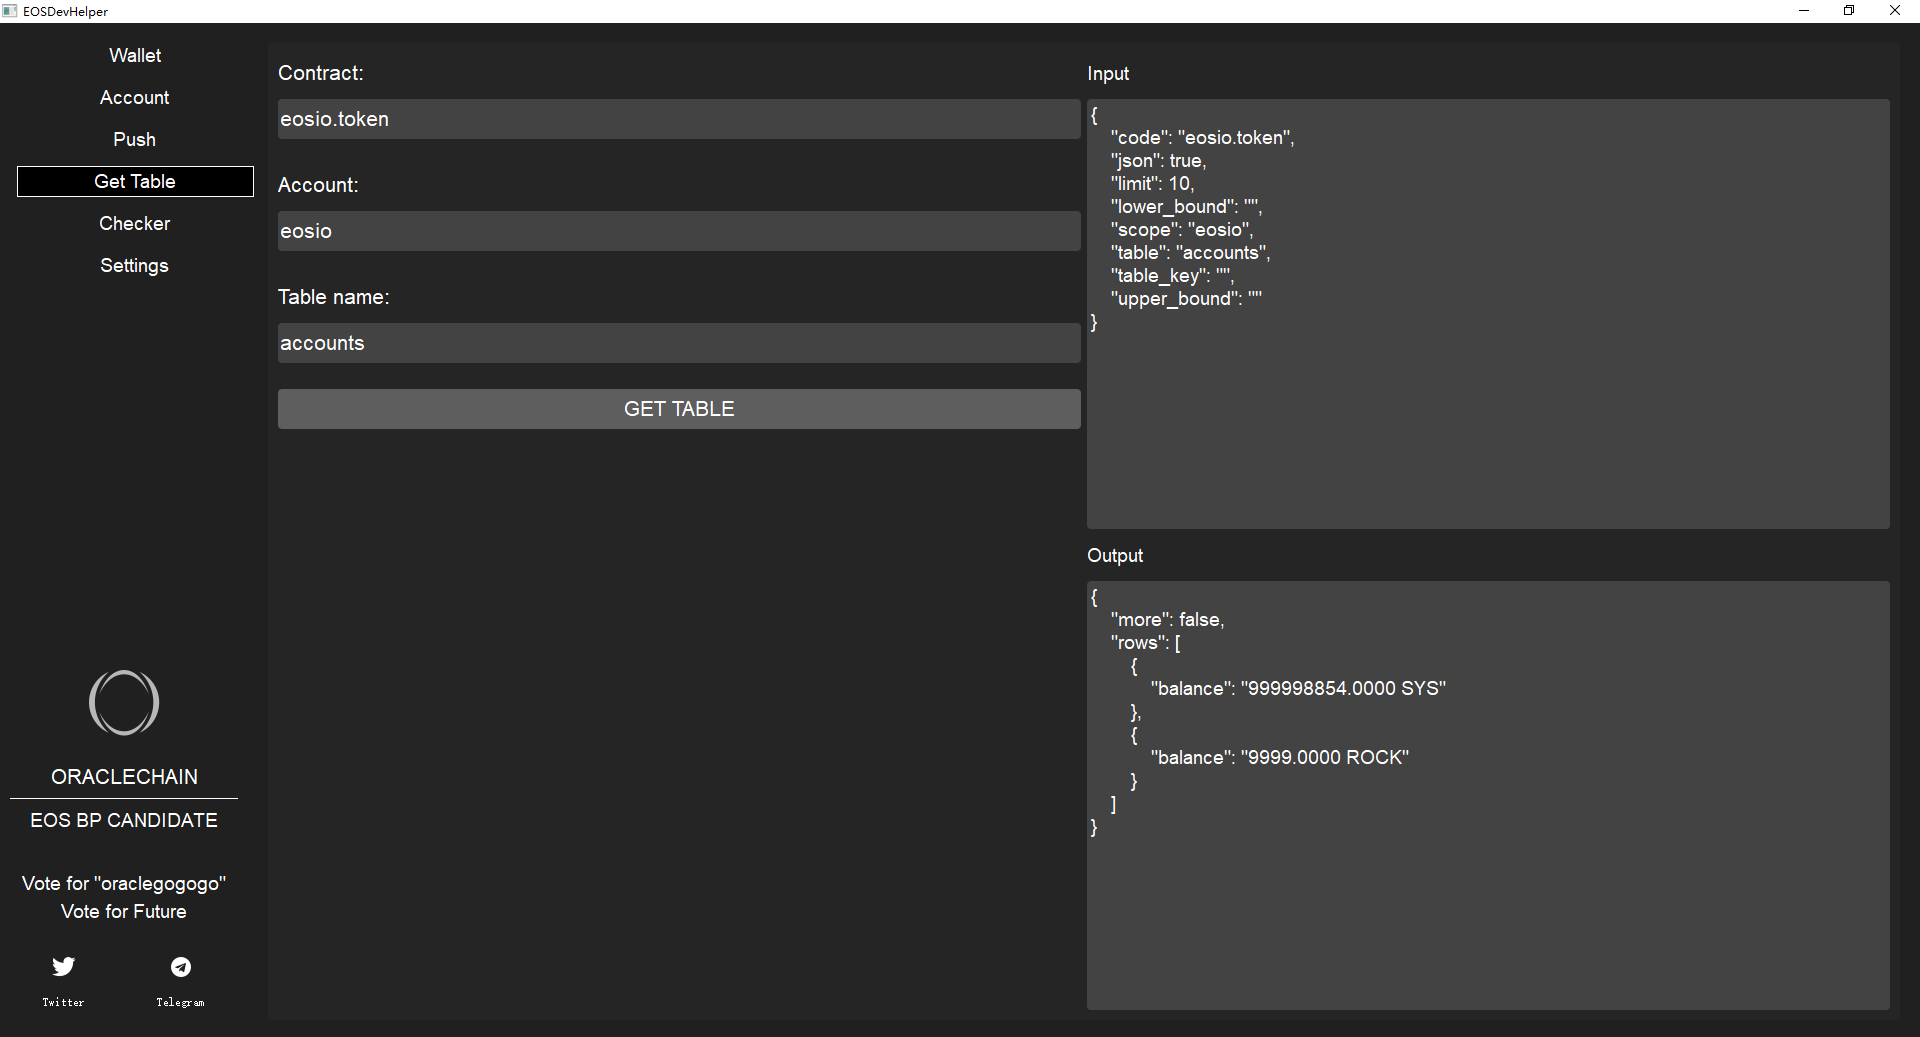 EOSDevHelper
Wallet
Account
Push
Get Table
Checker
Settings
ORACLECHAIN
EOS BP CANDIDATE
Vote for "oraclegogogo"
Vote for Future
Twitter
Telegram
Contract:
eosio.token
Account:
eosio
Table name:
accounts
GET TABLE
Input
{
    "code": "eosio.token",
    "json": true,
    "limit": 10,
    "lower_bound": "",
    "scope": "eosio",
    "table": "accounts",
    "table_key": "",
    "upper_bound": ""
}
Output
{
    "more": false,
    "rows": [
        {
            "balance": "999998854.0000 SYS"
        },
        {
            "balance": "9999.0000 ROCK"
        }
    ]
}